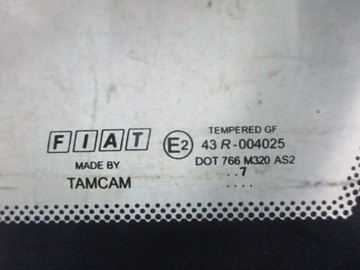 FIAT
MADE BY
TAMCAM
E2
TEMPERED GF
43 R-004025
DOT 766 M320 AS2
..7
....